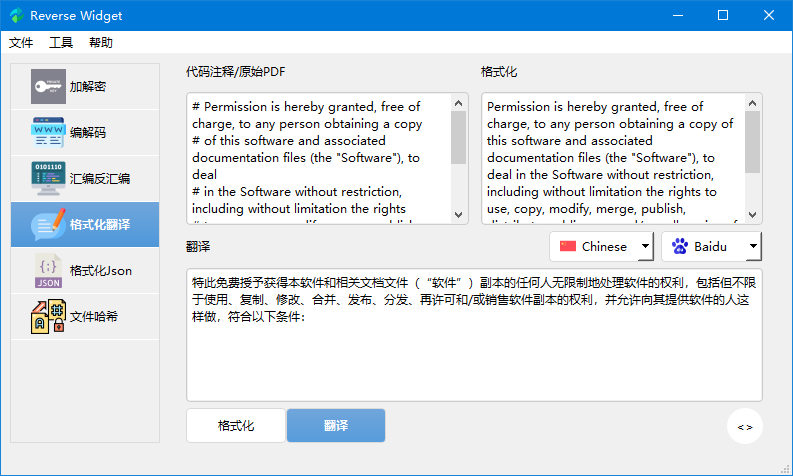 Reverse Widget
文件 工具 帮助
加解密
编解码
汇编反汇编
格式化翻译
格式化Json
文件哈希
PRIVATE
KEY
WWW
0101110
{;}
JSON
代码注释/原始PDF
# Permission is hereby granted, free of
charge, to any person obtaining a copy
# of this software and associated
documentation files (the "Software"), to
deal
# in the Software without restriction,
including without limitation the rights
格式化
Permission is hereby granted, free of
charge, to any person obtaining a copy of
this software and associated
documentation files (the "Software"), to
deal in the Software without restriction,
including without limitation the rights to
use, copy, modify, merge, publish,
翻译
Chinese
Baidu
特此免费授予获得本软件和相关文档文件（“软件”）副本的任何人无限制地处理软件的权利，包括但不限
于使用、复制、修改、合并、发布、分发、再许可和/或销售软件副本的权利，并允许向其提供软件的人这
样做，符合以下条件：
格式化
翻译
<>